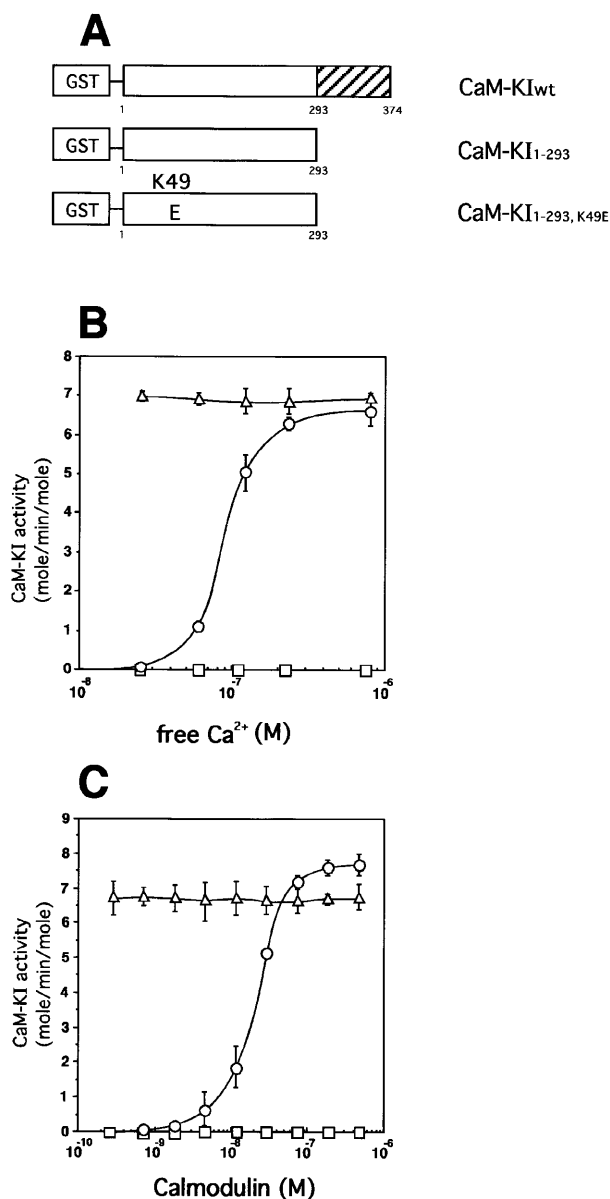 A
GST
CaM-KIwt
1 293 374
GST
CaM-KI1-293
1 293
K49
GST E
CaM-KI1-293, K49E
1 293
B
8
7
6
5
4
3
2
1
0
CaM-KI activity
(mole/min/mole)
10-8 10-7 10-6
free Ca2+ (M)
C
9
8
7
6
5
4
3
2
1
0
CaM-KI activity
(mole/min/mole)
10-10 10-9 10-8 10-7 10-6
Calmodulin (M)